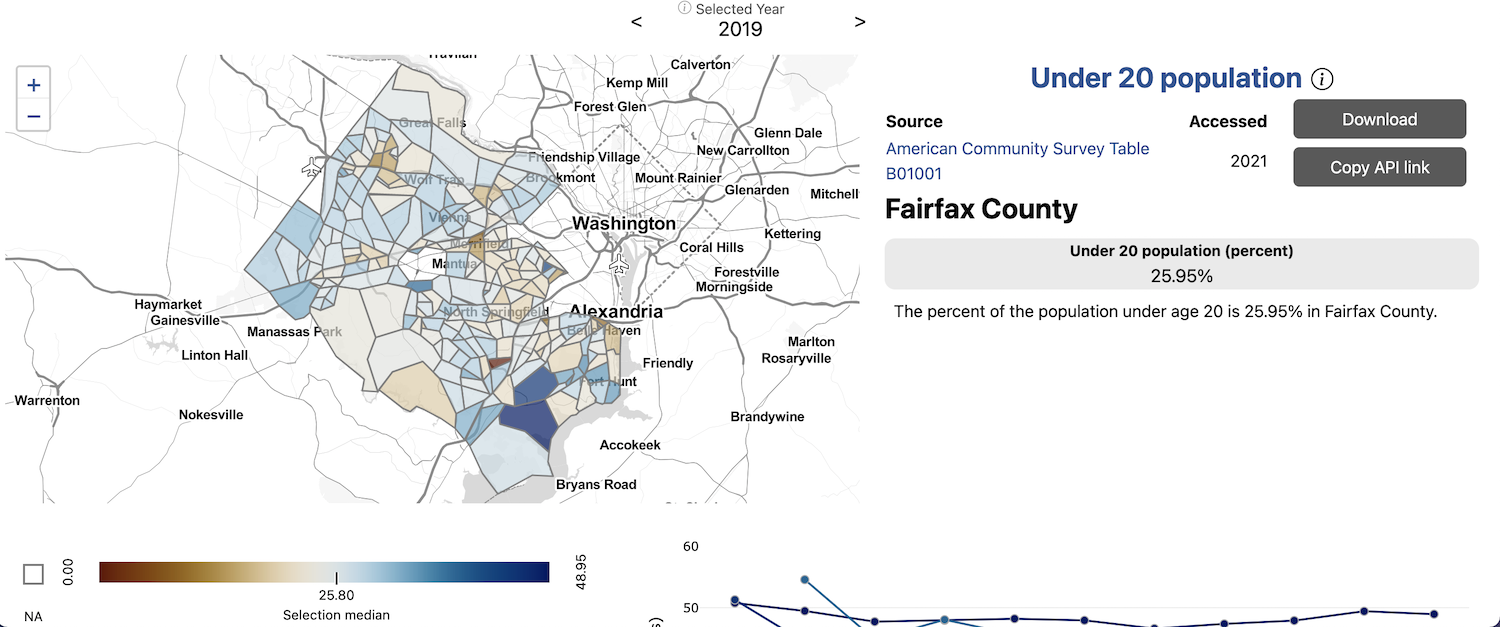 Selected Year
< 2019 >
+
−
Calverton
Kemp Mill
Forest Glen
Great Falls
Glenn Dale
New Carrollton
Friendship Village
Brookmont
Wolf Trap
Mount Rainier
Glenarden
Mitchell
Vienna
Washington
Kettering
Merrifield
Coral Hills
Mantua
Forestville
Morningside
Haymarket
Gainesville
North Springfield
Alexandria
Manassas Park
Belle Haven
Marlton
Rosaryville
Linton Hall
Friendly
Fort Hunt
Warrenton
Nokesville
Brandywine
Accokeek
Bryans Road
NA
0.00
48.95
25.80
Selection median
Under 20 population
Source
Accessed
American Community Survey Table
B01001
2021
Download
Copy API link
Fairfax County
Under 20 population (percent)
25.95%
The percent of the population under age 20 is 25.95% in Fairfax County.
60
50